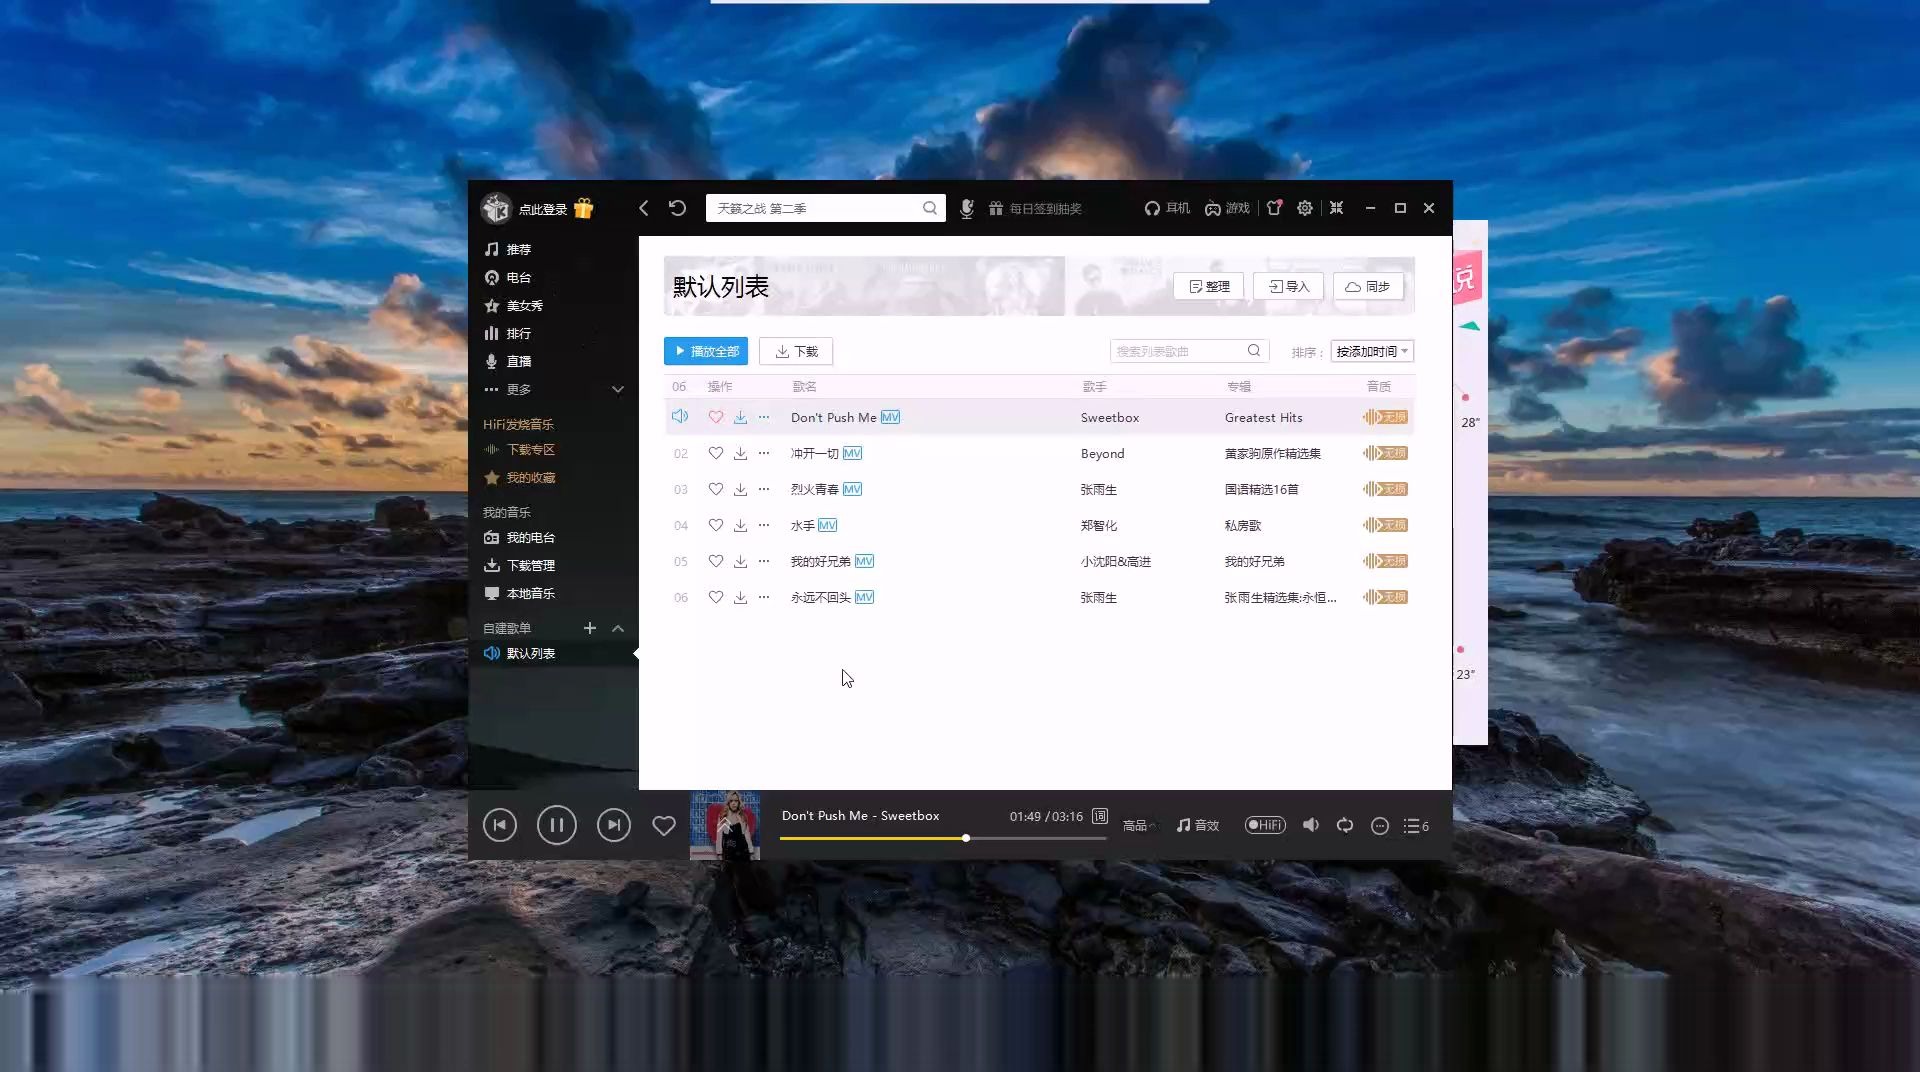 点此登录
天籁之战 第二季
每日签到抽奖
耳机
游戏
推荐
电台
美女秀
排行
直播
更多
HiFi发烧音乐
下载专区
我的收藏
我的音乐
我的电台
下载管理
本地音乐
自建歌单
默认列表
默认列表
整理
导入
同步
播放全部
下载
搜索列表歌曲
排序：
按添加时间
06 操作 歌名 歌手 专辑 音质
Don't Push Me MV Sweetbox Greatest Hits 无损
02 冲开一切 MV Beyond 黄家驹原作精选集 无损
03 烈火青春 MV 张雨生 国语精选16首 无损
04 水手 MV 郑智化 私房歌 无损
05 我的好兄弟 MV 小沈阳&高进 我的好兄弟 无损
06 永远不回头 MV 张雨生 张雨生精选集:永恒... 无损
兑
28°
23°
Don't Push Me - Sweetbox
01:49 /03:16
词
高品
音效
HiFi
6